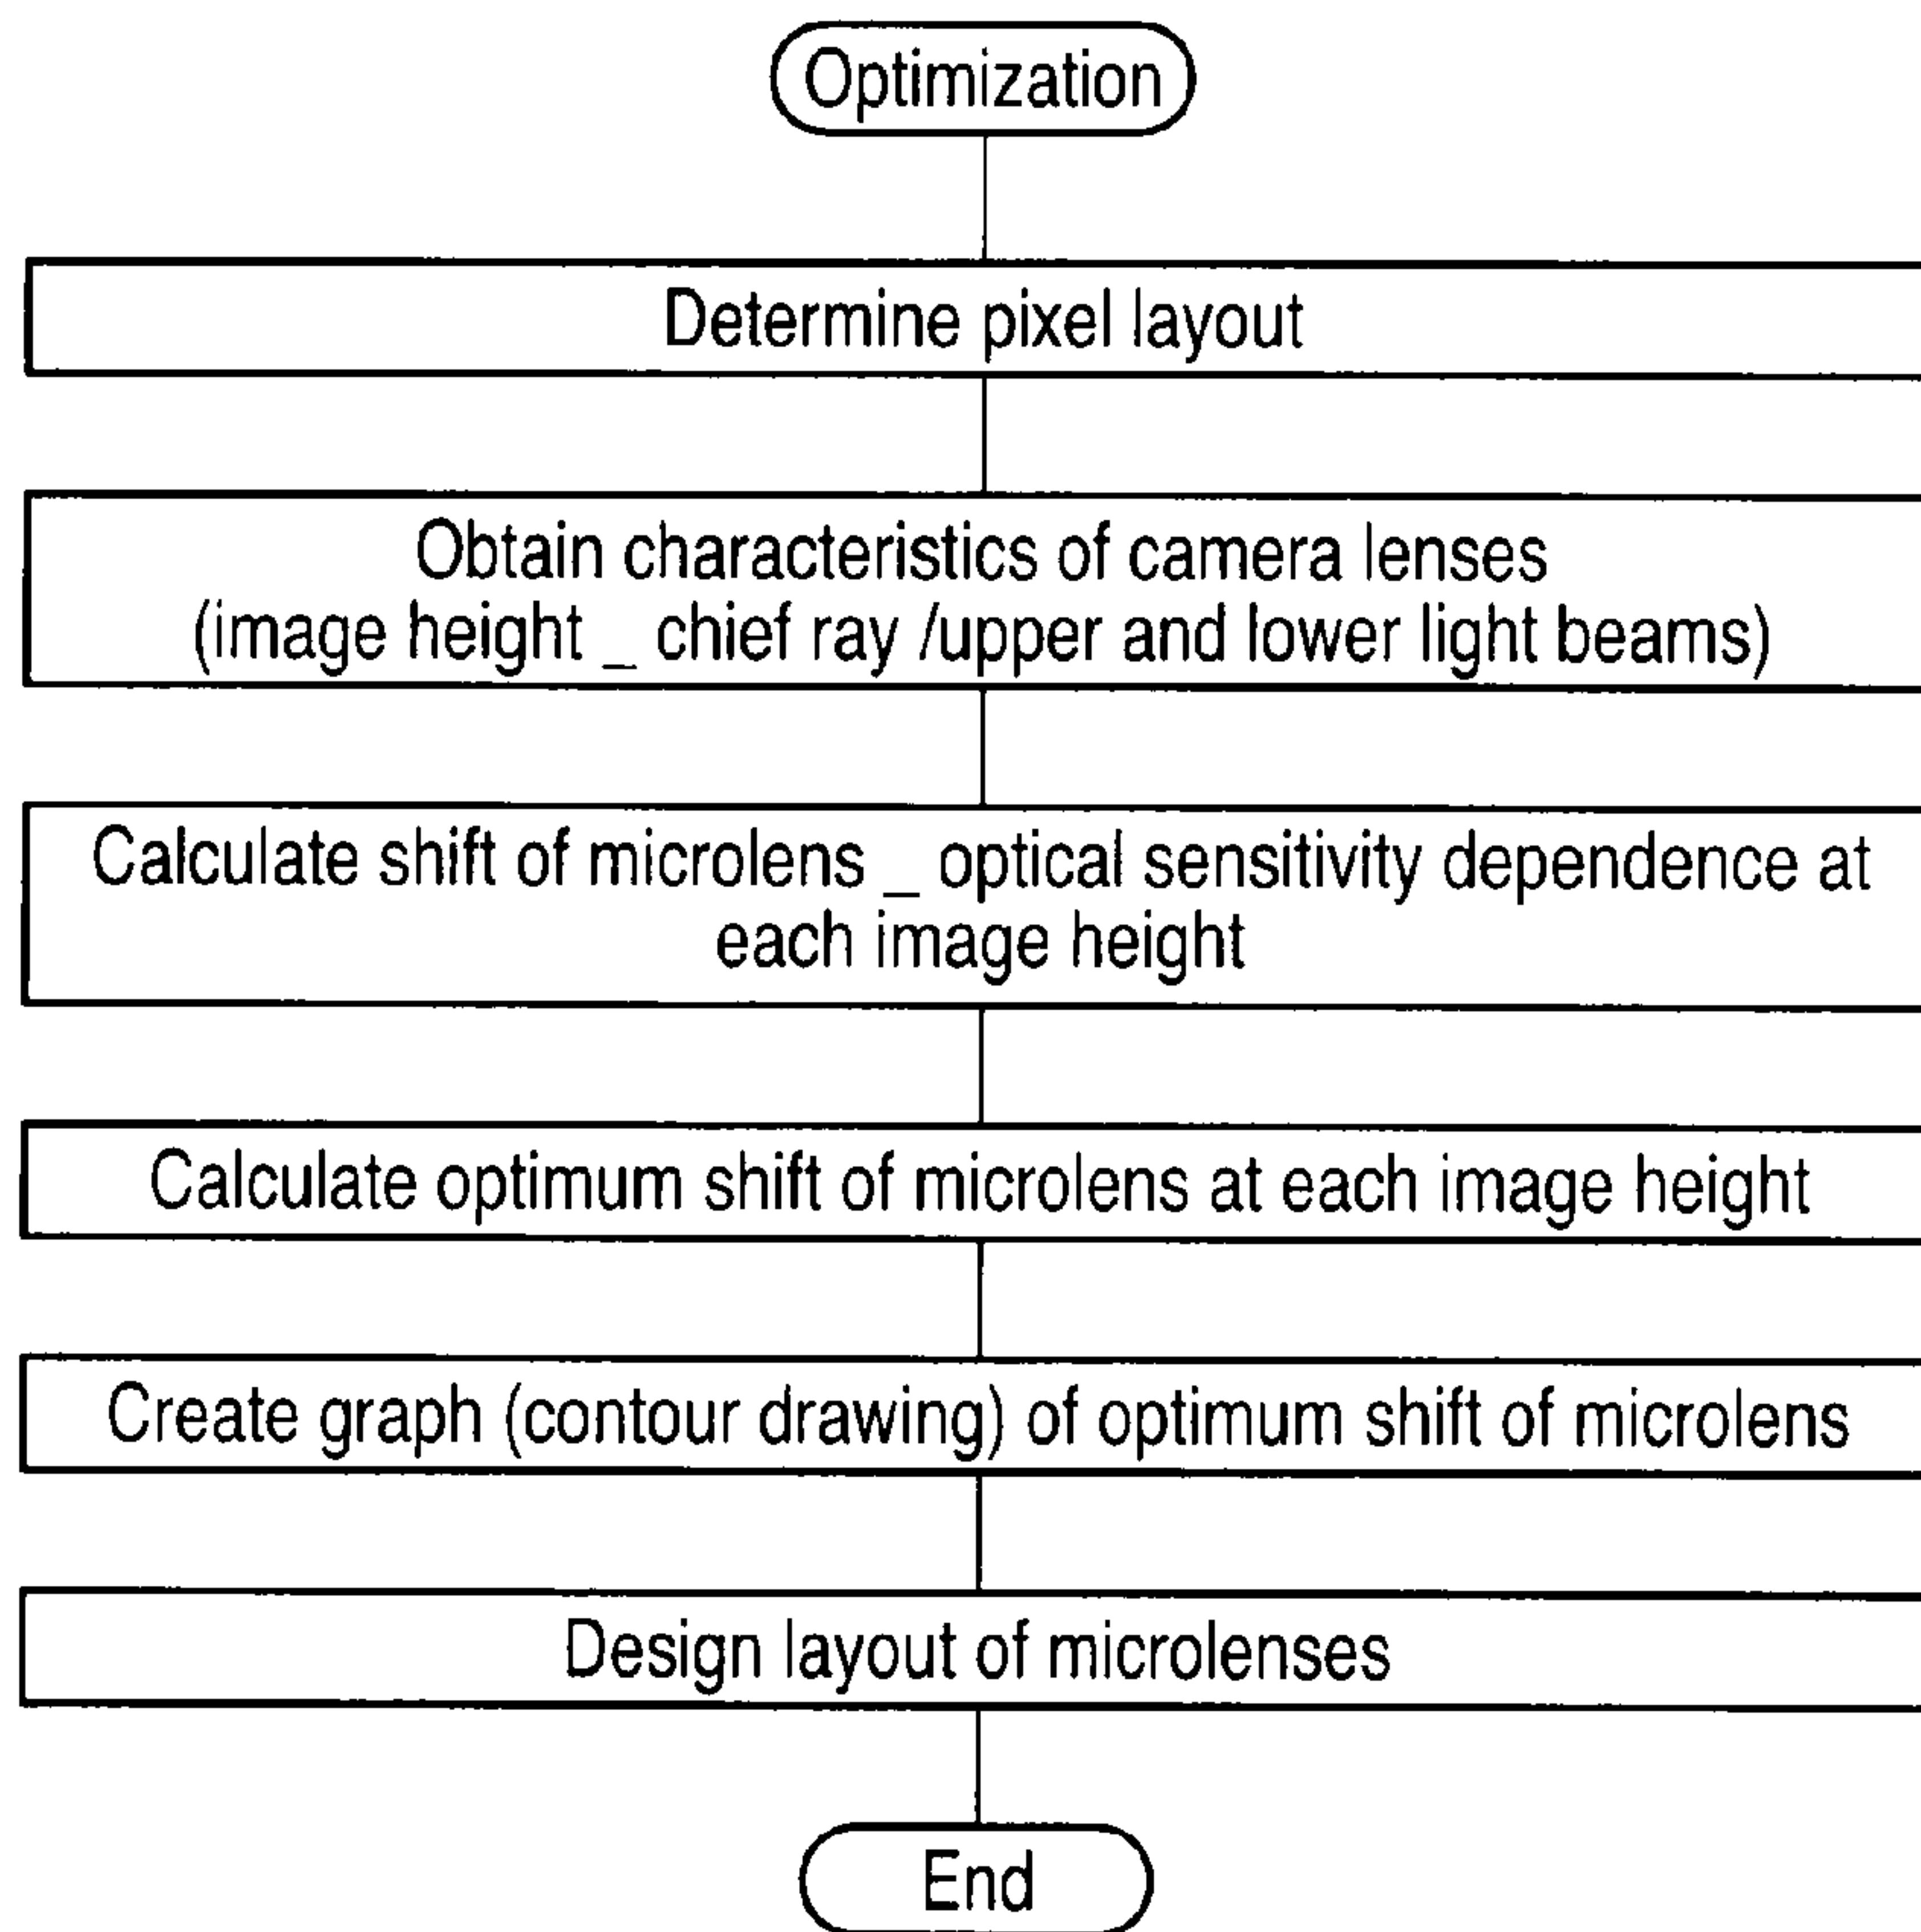 Optimization
Determine pixel layout
Obtain characteristics of camera lenses
(image height _ chief ray /upper and lower light beams)
Calculate shift of microlens _ optical sensitivity dependence at
each image height
Calculate optimum shift of microlens at each image height
Create graph (contour drawing) of optimum shift of microlens
Design layout of microlenses
End